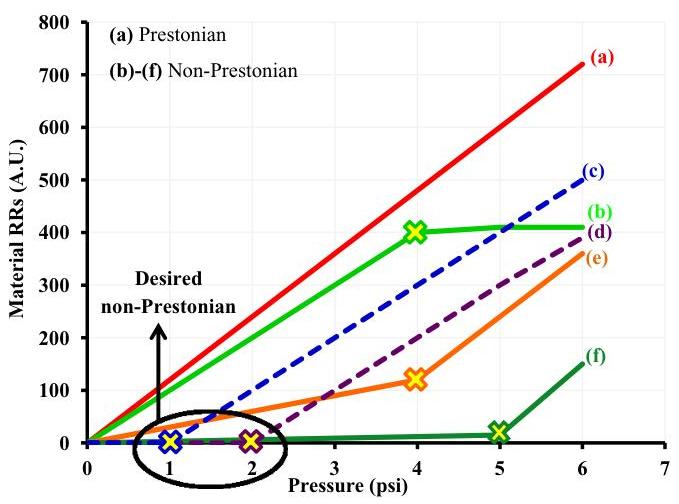 800
700
600
500
400
300
200
100
0
Material RRs (A.U.)
(a) Prestonian
(b)-(f) Non-Prestonian
Desired
non-Prestonian
(a)
(c)
(b)
(d)
(e)
(f)
0 1 2 3 4 5 6 7
Pressure (psi)